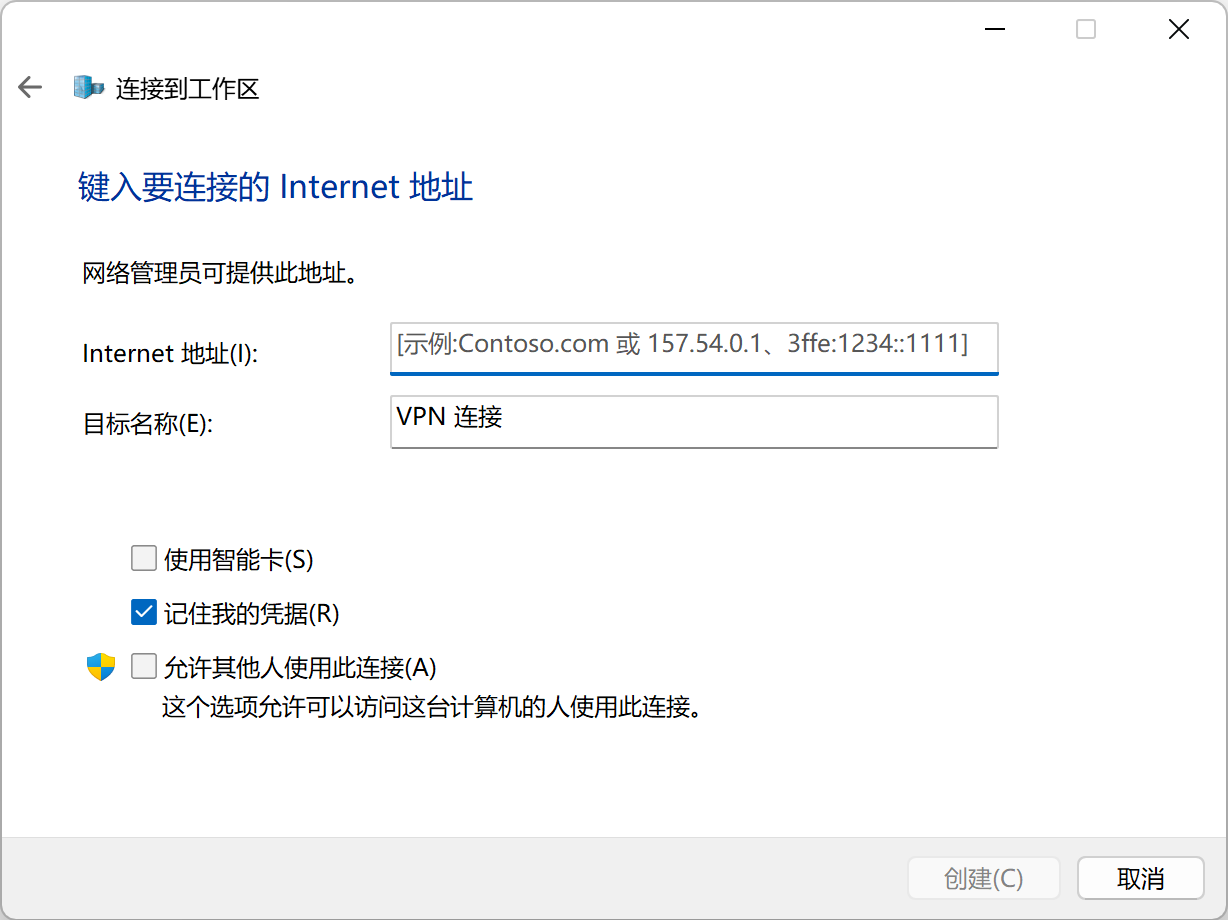 连接到工作区
键入要连接的 Internet 地址
网络管理员可提供此地址。
Internet 地址(I):
[示例:Contoso.com 或 157.54.0.1、3ffe:1234::1111]
目标名称(E):
VPN 连接
使用智能卡(S)
记住我的凭据(R)
允许其他人使用此连接(A)
这个选项允许可以访问这台计算机的人使用此连接。
创建(C)
取消